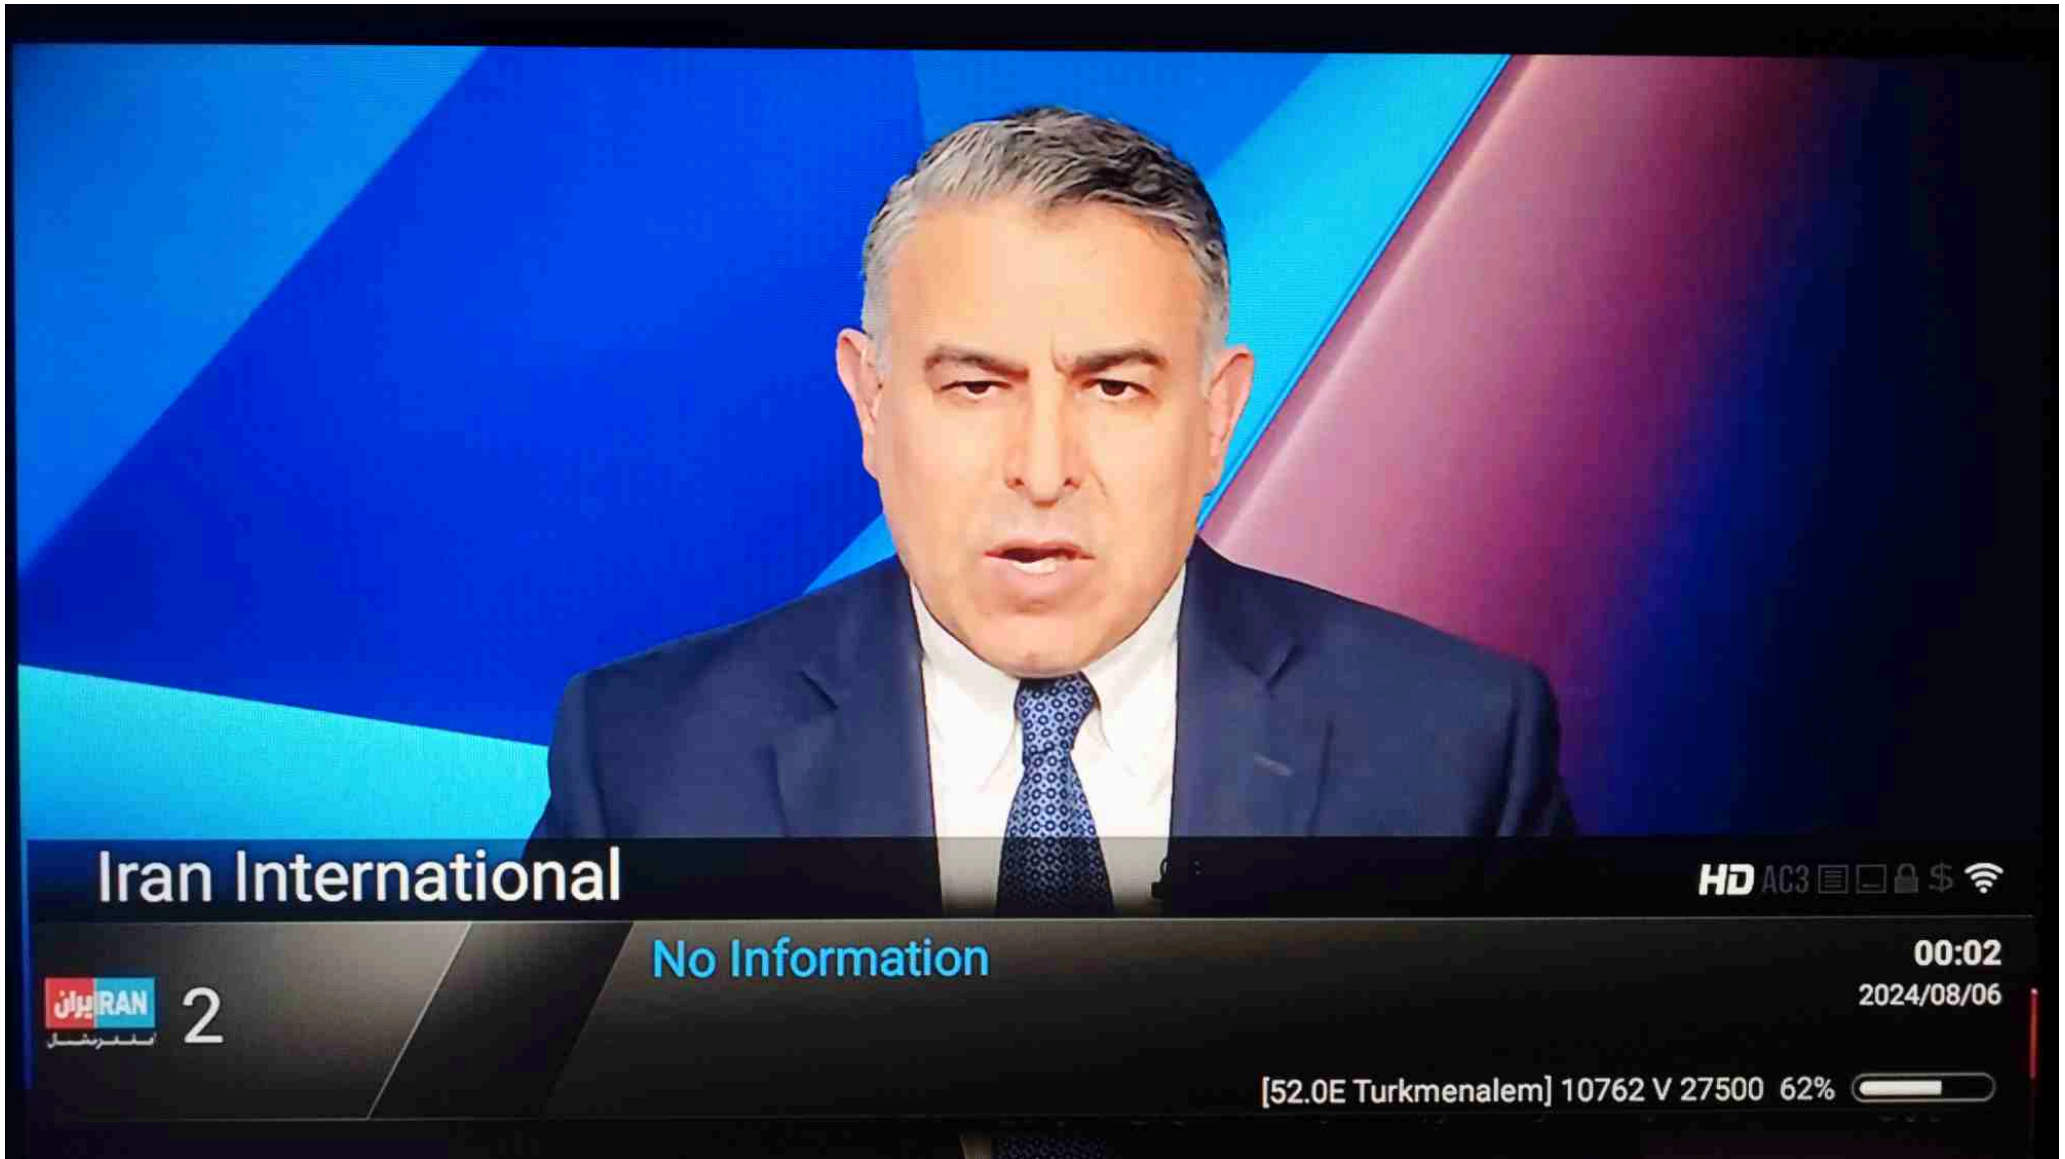 Iran International
HD AC3 $
No Information
00:02
2024/08/06
ایران IRAN
اینترنشنال
2
[52.0E Turkmenalem] 10762 V 27500 62%